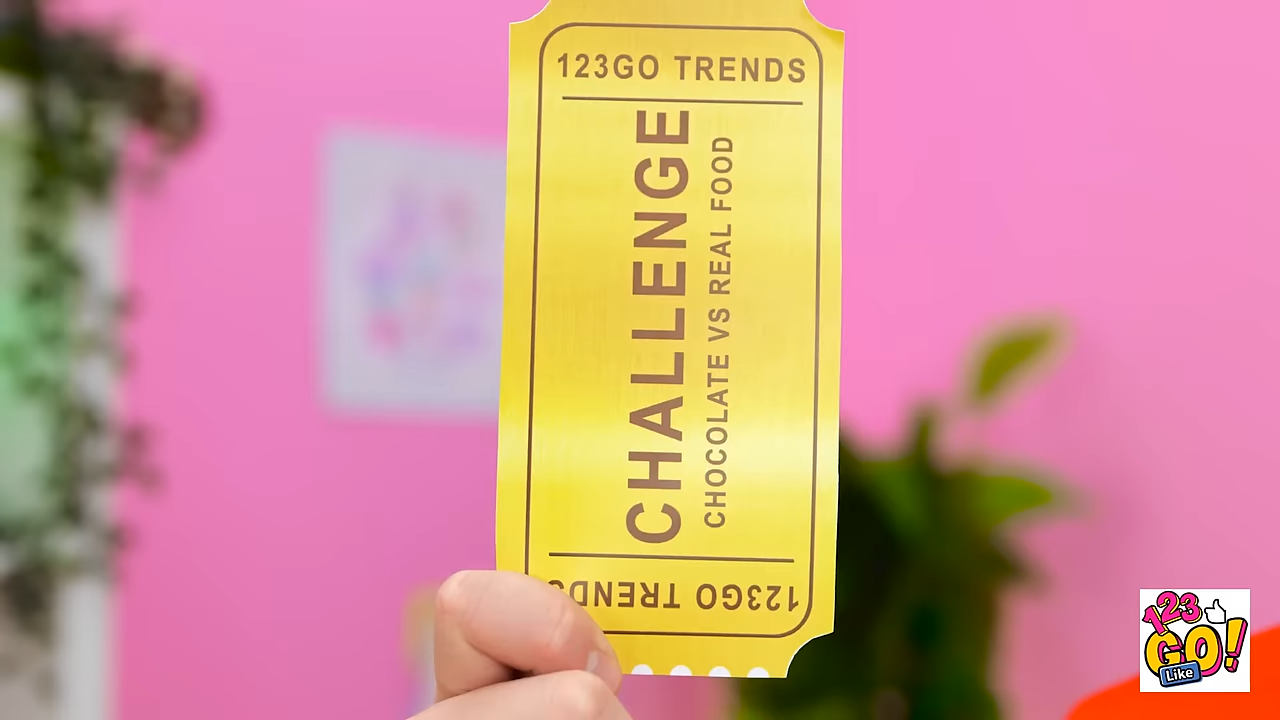 123GO TRENDS
CHALLENGE
CHOCOLATE VS REAL FOOD
123GO TRENDS
123
GO!
Like